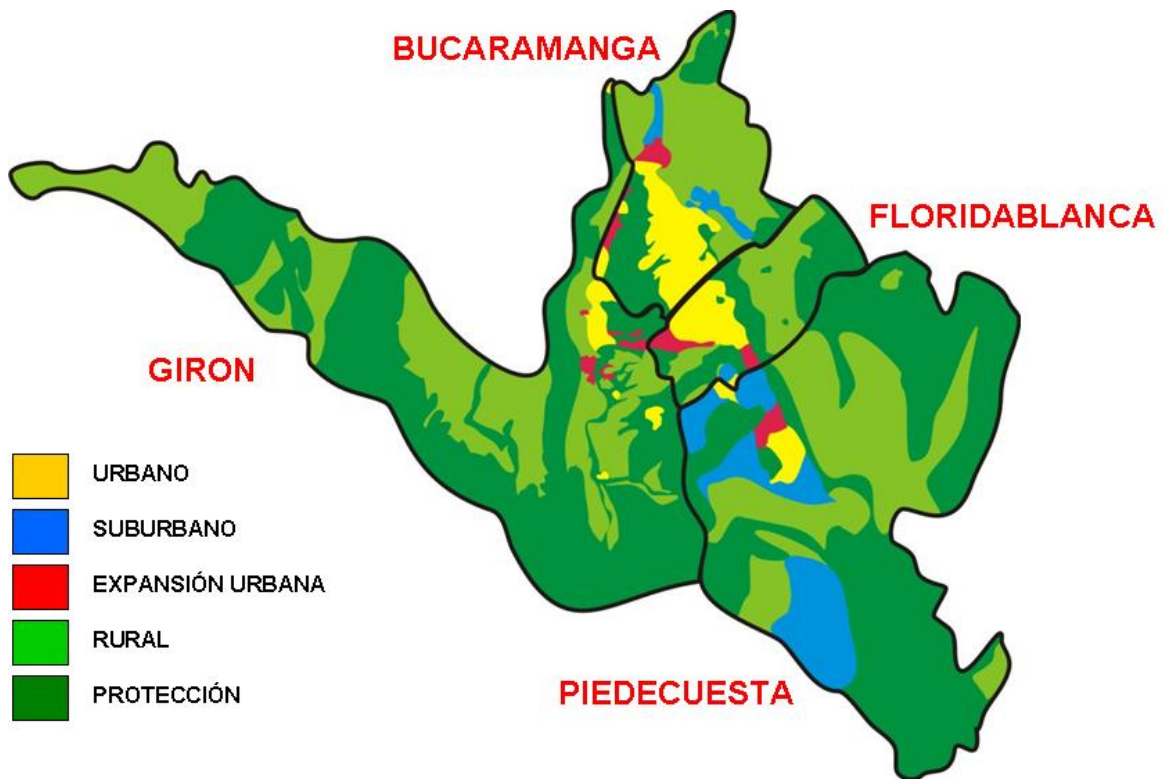 BUCARAMANGA
FLORIDABLANCA
GIRON
URBANO
SUBURBANO
EXPANSIÓN URBANA
RURAL
PROTECCIÓN
PIEDECUESTA